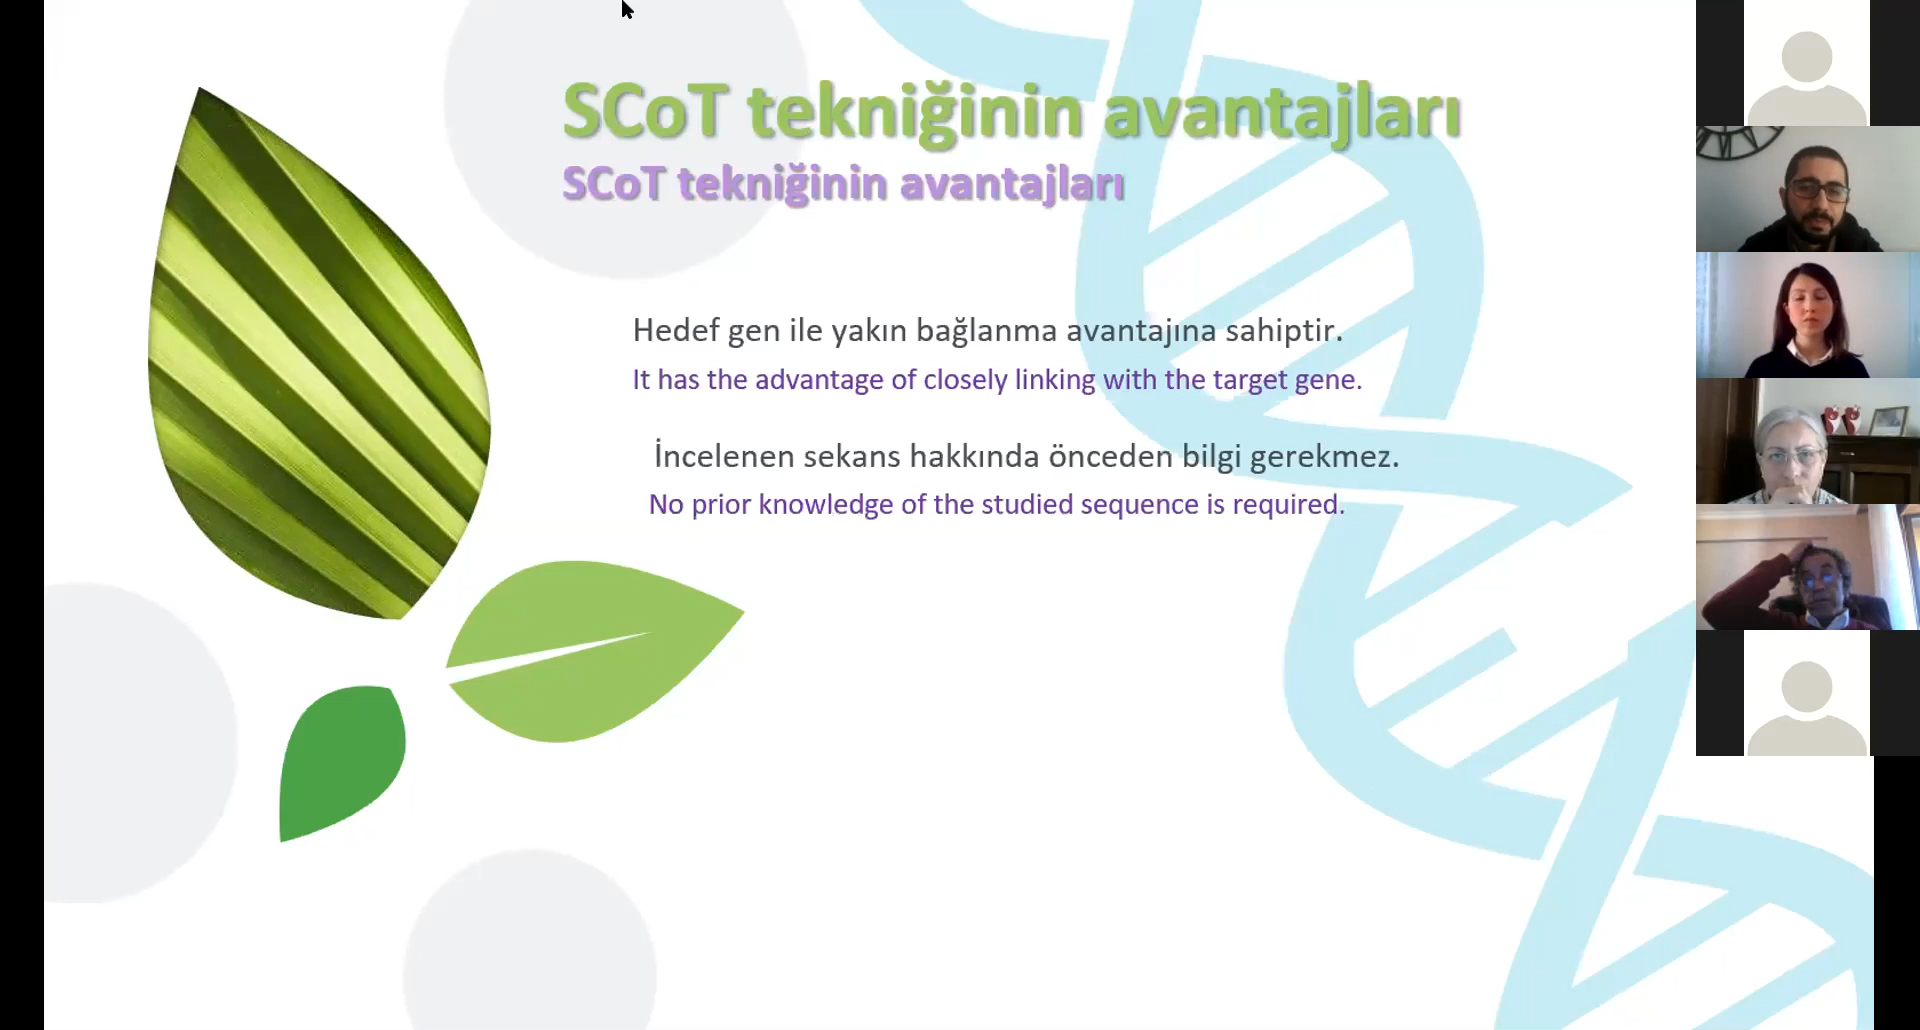 SCoT tekniğinin avantajları
SCoT tekniğinin avantajları
Hedef gen ile yakın bağlanma avantajına sahiptir.
It has the advantage of closely linking with the target gene.
İncelenen sekans hakkında önceden bilgi gerekmez.
No prior knowledge of the studied sequence is required.